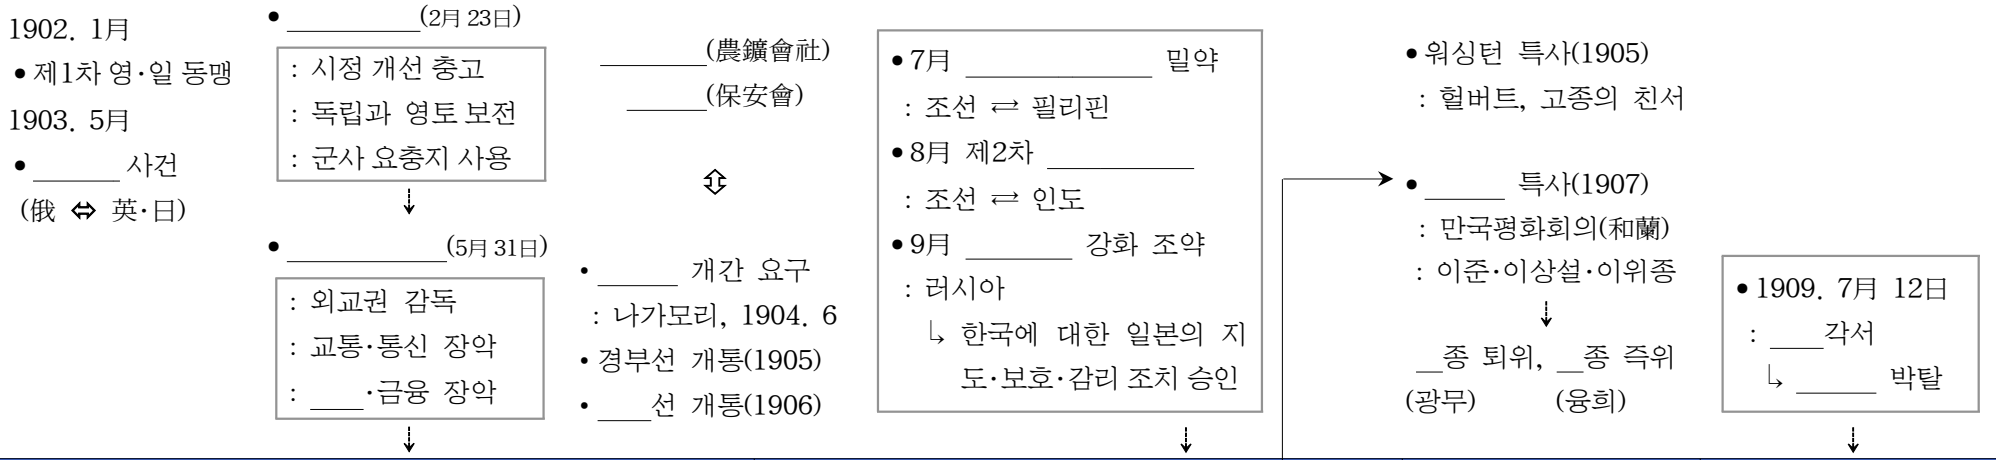 1902. 1月
• 제1차 영·일 동맹
1903. 5月
• ______ 사건
(俄 ⇔ 英·日)
• __________(2月 23日)
: 시정 개선 충고
: 독립과 영토 보전
: 군사 요충지 사용
• ____________(5月 31日)
: 외교권 감독
: 교통·통신 장악
: ____·금융 장악
________(農鑛會社)
______(保安會)
• ______ 개간 요구
: 나가모리, 1904. 6
• 경부선 개통(1905)
• ____선 개통(1906)
• 7月 ______________ 밀약
: 조선 ⇄ 필리핀
• 8月 제2차 ___________
: 조선 ⇄ 인도
• 9月 ________ 강화 조약
: 러시아
↳ 한국에 대한 일본의 지
도·보호·감리 조치 승인
• 워싱턴 특사(1905)
: 헐버트, 고종의 친서
• ______ 특사(1907)
: 만국평화회의(和蘭)
: 이준·이상설·이위종
__종 퇴위, __종 즉위
(광무) (융희)
• 1909. 7月 12日
: ____각서
↳ ______ 박탈